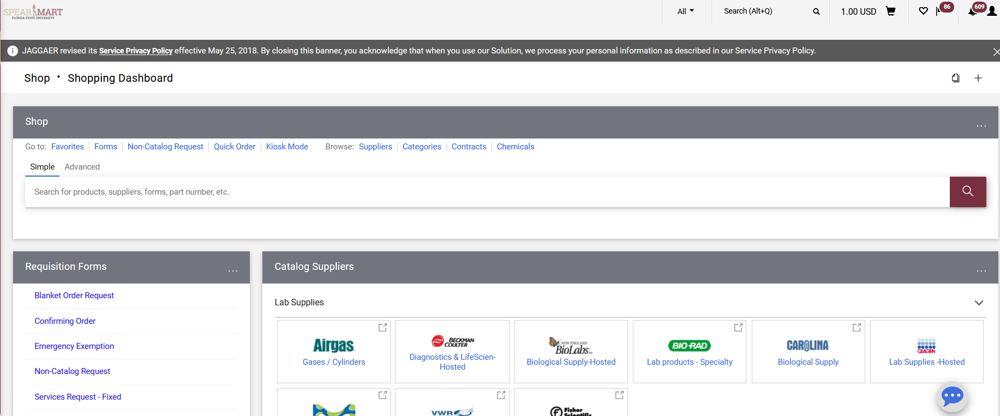 SPEARMART
FLORIDA STATE UNIVERSITY
All
Search (Alt+Q)
1.00 USD
86
609
JAGGAER revised its Service Privacy Policy effective May 25, 2018. By closing this banner, you acknowledge that when you use our Solution, we process your personal information as described in our Service Privacy Policy.
Shop • Shopping Dashboard
Shop
...
Go to: Favorites Forms Non-Catalog Request Quick Order Kiosk Mode Browse: Suppliers Categories Contracts Chemicals
Simple Advanced
Search for products, suppliers, forms, part number, etc.
Requisition Forms
...
Blanket Order Request
Confirming Order
Emergency Exemption
Non-Catalog Request
Services Request - Fixed
Catalog Suppliers
...
Lab Supplies
Airgas
Gases / Cylinders
BECKMAN
COULTER
Diagnostics & LifeScien-
Hosted
NEW ENGLAND
BioLabs Inc.
Biological Supply-Hosted
BIO-RAD
Lab products - Specialty
CAROLINA
Biological Supply
QIAGEN
Lab Supplies -Hosted
VWR
Fisher
Scientific